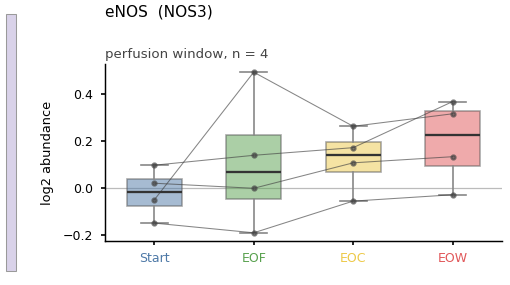 eNOS (NOS3)
perfusion window, n = 4
log2 abundance
0.4
0.2
0.0
−0.2
Start EOF EOC EOW